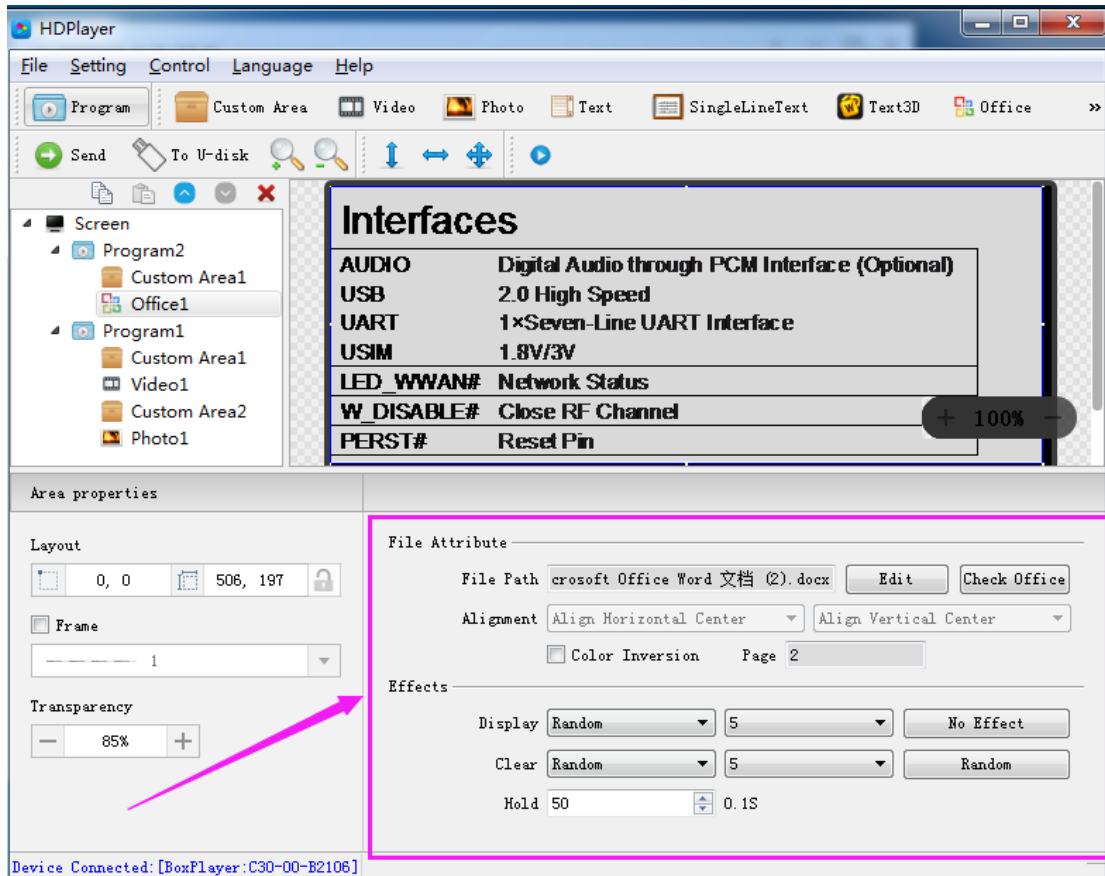 HDPlayer
File Setting Control Language Help
Program Custom Area Video Photo Text SingleLineText Text3D Office »
Send To U-disk
Screen
Program2
Custom Area1
Office1
Program1
Custom Area1
Video1
Custom Area2
Photo1
Interfaces
AUDIO Digital Audio through PCM Interface (Optional)
USB 2.0 High Speed
UART 1×Seven-Line UART Interface
USIM 1.8V/3V
LED_WWAN# Network Status
W_DISABLE# Close RF Channel
PERST# Reset Pin
+ 100% −
Area properties
Layout
0, 0 506, 197
Frame
1
Transparency
— 85% +
File Attribute
File Path crosoft Office Word 文档 (2).docx Edit Check Office
Alignment Align Horizontal Center Align Vertical Center
Color Inversion Page 2
Effects
Display Random 5 No Effect
Clear Random 5 Random
Hold 50 0.1S
Device Connected:[BoxPlayer:C30-00-B2106]